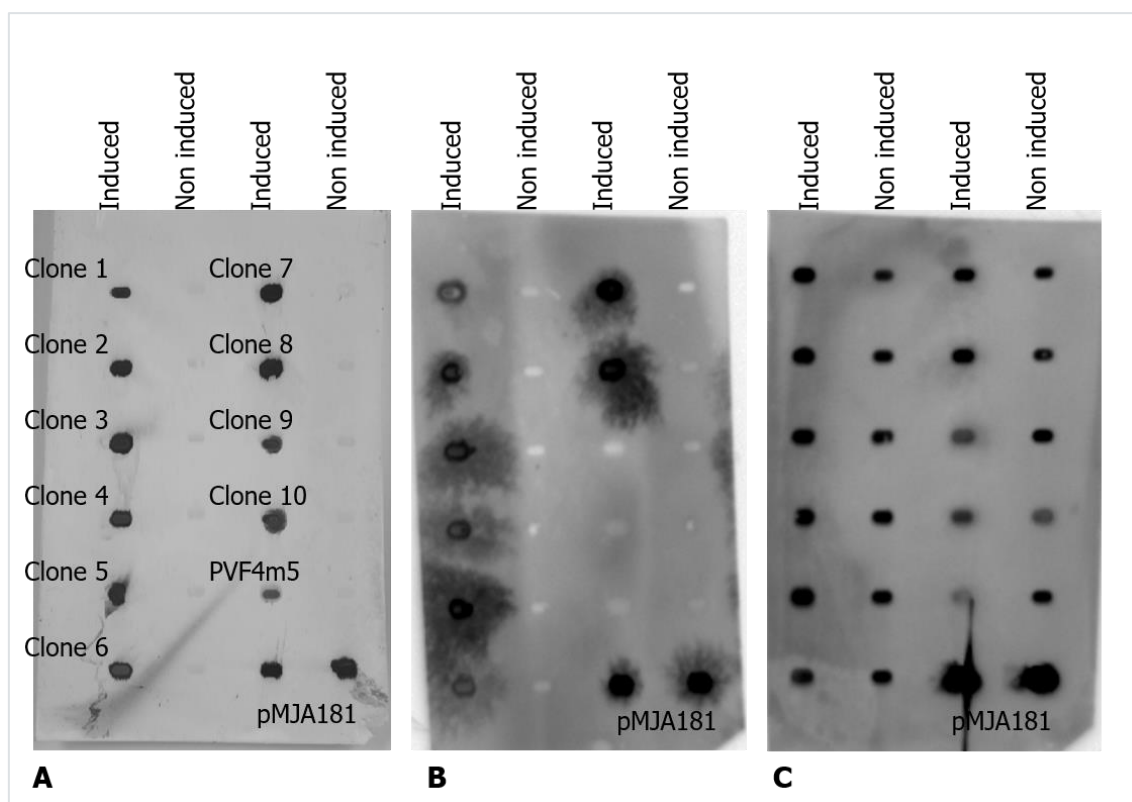 Induced
Non induced
Induced
Non induced
Induced
Non induced
Induced
Non induced
Induced
Non induced
Induced
Non induced
Clone 1 Clone 7
Clone 2 Clone 8
Clone 3 Clone 9
Clone 4 Clone 10
Clone 5 PVF4m5
Clone 6
pMJA181 pMJA181 pMJA181
A B C